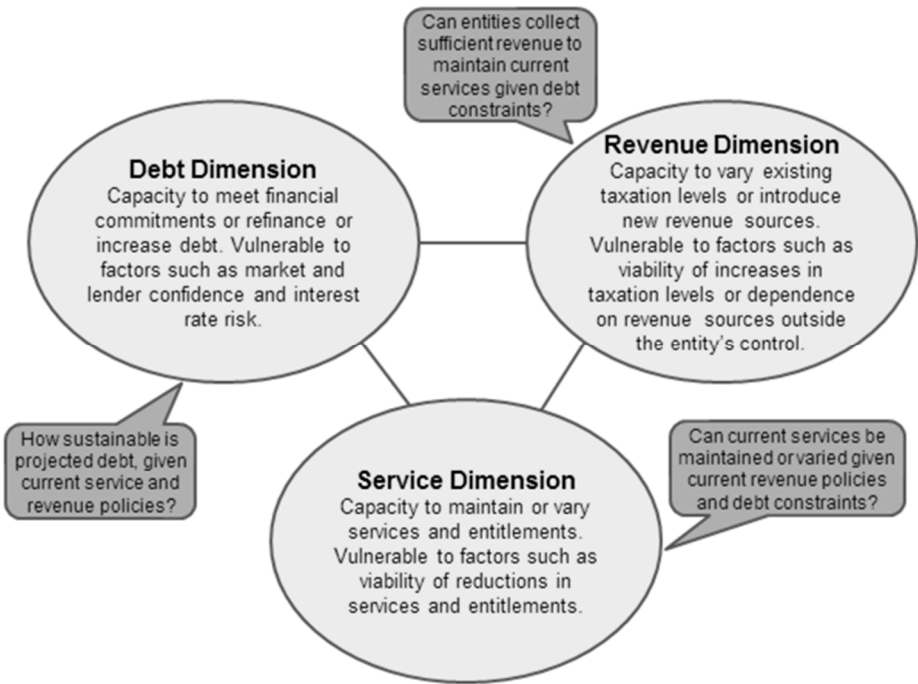 Can entities collect
sufficient revenue to
maintain current
services given debt
constraints?
Debt Dimension
Capacity to meet financial
commitments or refinance or
increase debt. Vulnerable to
factors such as market and
lender confidence and interest
rate risk.
Revenue Dimension
Capacity to vary existing
taxation levels or introduce
new revenue sources.
Vulnerable to factors such as
viability of increases in
taxation levels or dependence
on revenue sources outside
the entity's control.
How sustainable is
projected debt, given
current service and
revenue policies?
Service Dimension
Capacity to maintain or vary
services and entitlements.
Vulnerable to factors such as
viability of reductions in
services and entitlements.
Can current services be
maintained or varied given
current revenue policies
and debt constraints?